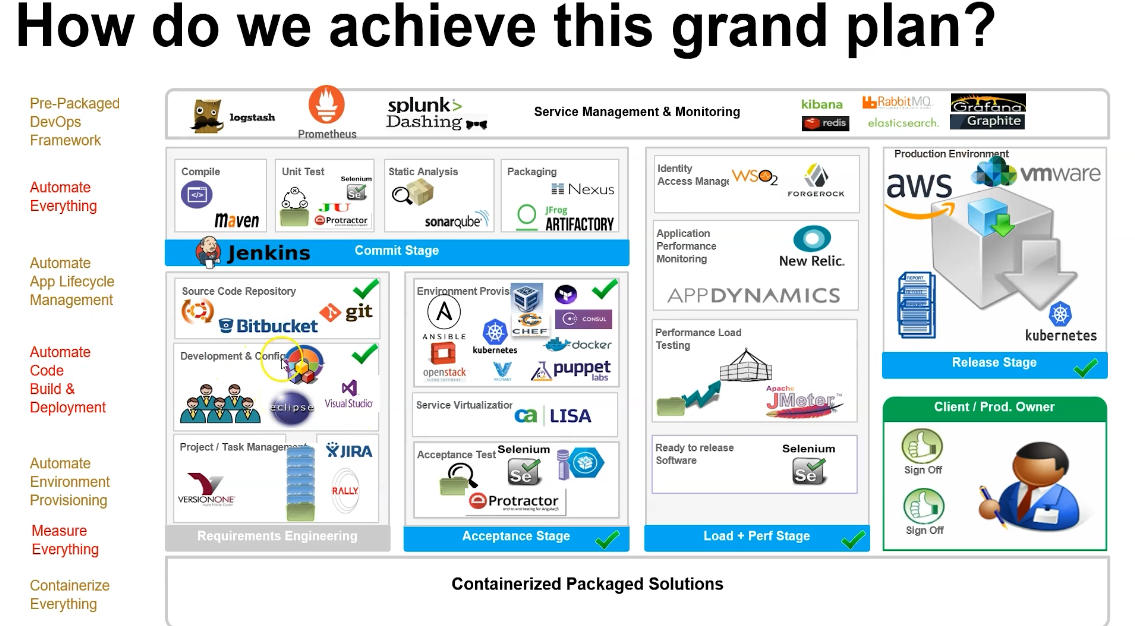 How do we achieve this grand plan?
Pre-Packaged
DevOps
Framework
Automate
Everything
Automate
App Lifecycle
Management
Automate
Code
Build &
Deployment
Automate
Environment
Provisioning
Measure
Everything
Containerize
Everything
logstash
Prometheus
splunk>
Dashing
Service Management & Monitoring
kibana
redis
RabbitMQ
elasticsearch.
Grafana
Graphite
Compile
maven
Unit Test
Selenium
Se
JU
Protractor
Static Analysis
sonarqube
Packaging
Nexus
JFrog
ARTIFACTORY
Jenkins
Commit Stage
Source Code Repository
Bitbucket
git
Development & Config
eclipse
Visual Studio
Project / Task Management
JIRA
VERSIONONE
RALLY
Requirements Engineering
Environment Provis
ANSIBLE
CHEF
CONSUL
kubernetes
docker
openstack
VAGRANT
puppet
labs
Service Virtualization
ca
LISA
Acceptance Test
Selenium
Se
Protractor
Acceptance Stage
Identity
Access Manag
WSO2
FORGEROCK
Application
Performance
Monitoring
New Relic.
APPDYNAMICS
Performance Load
Testing
Apache
JMeter
Ready to release
Software
Selenium
Se
Load + Perf Stage
Production Environment
aws
vmware
REPORT
kubernetes
Release Stage
Client / Prod. Owner
Sign Off
Sign Off
Containerized Packaged Solutions